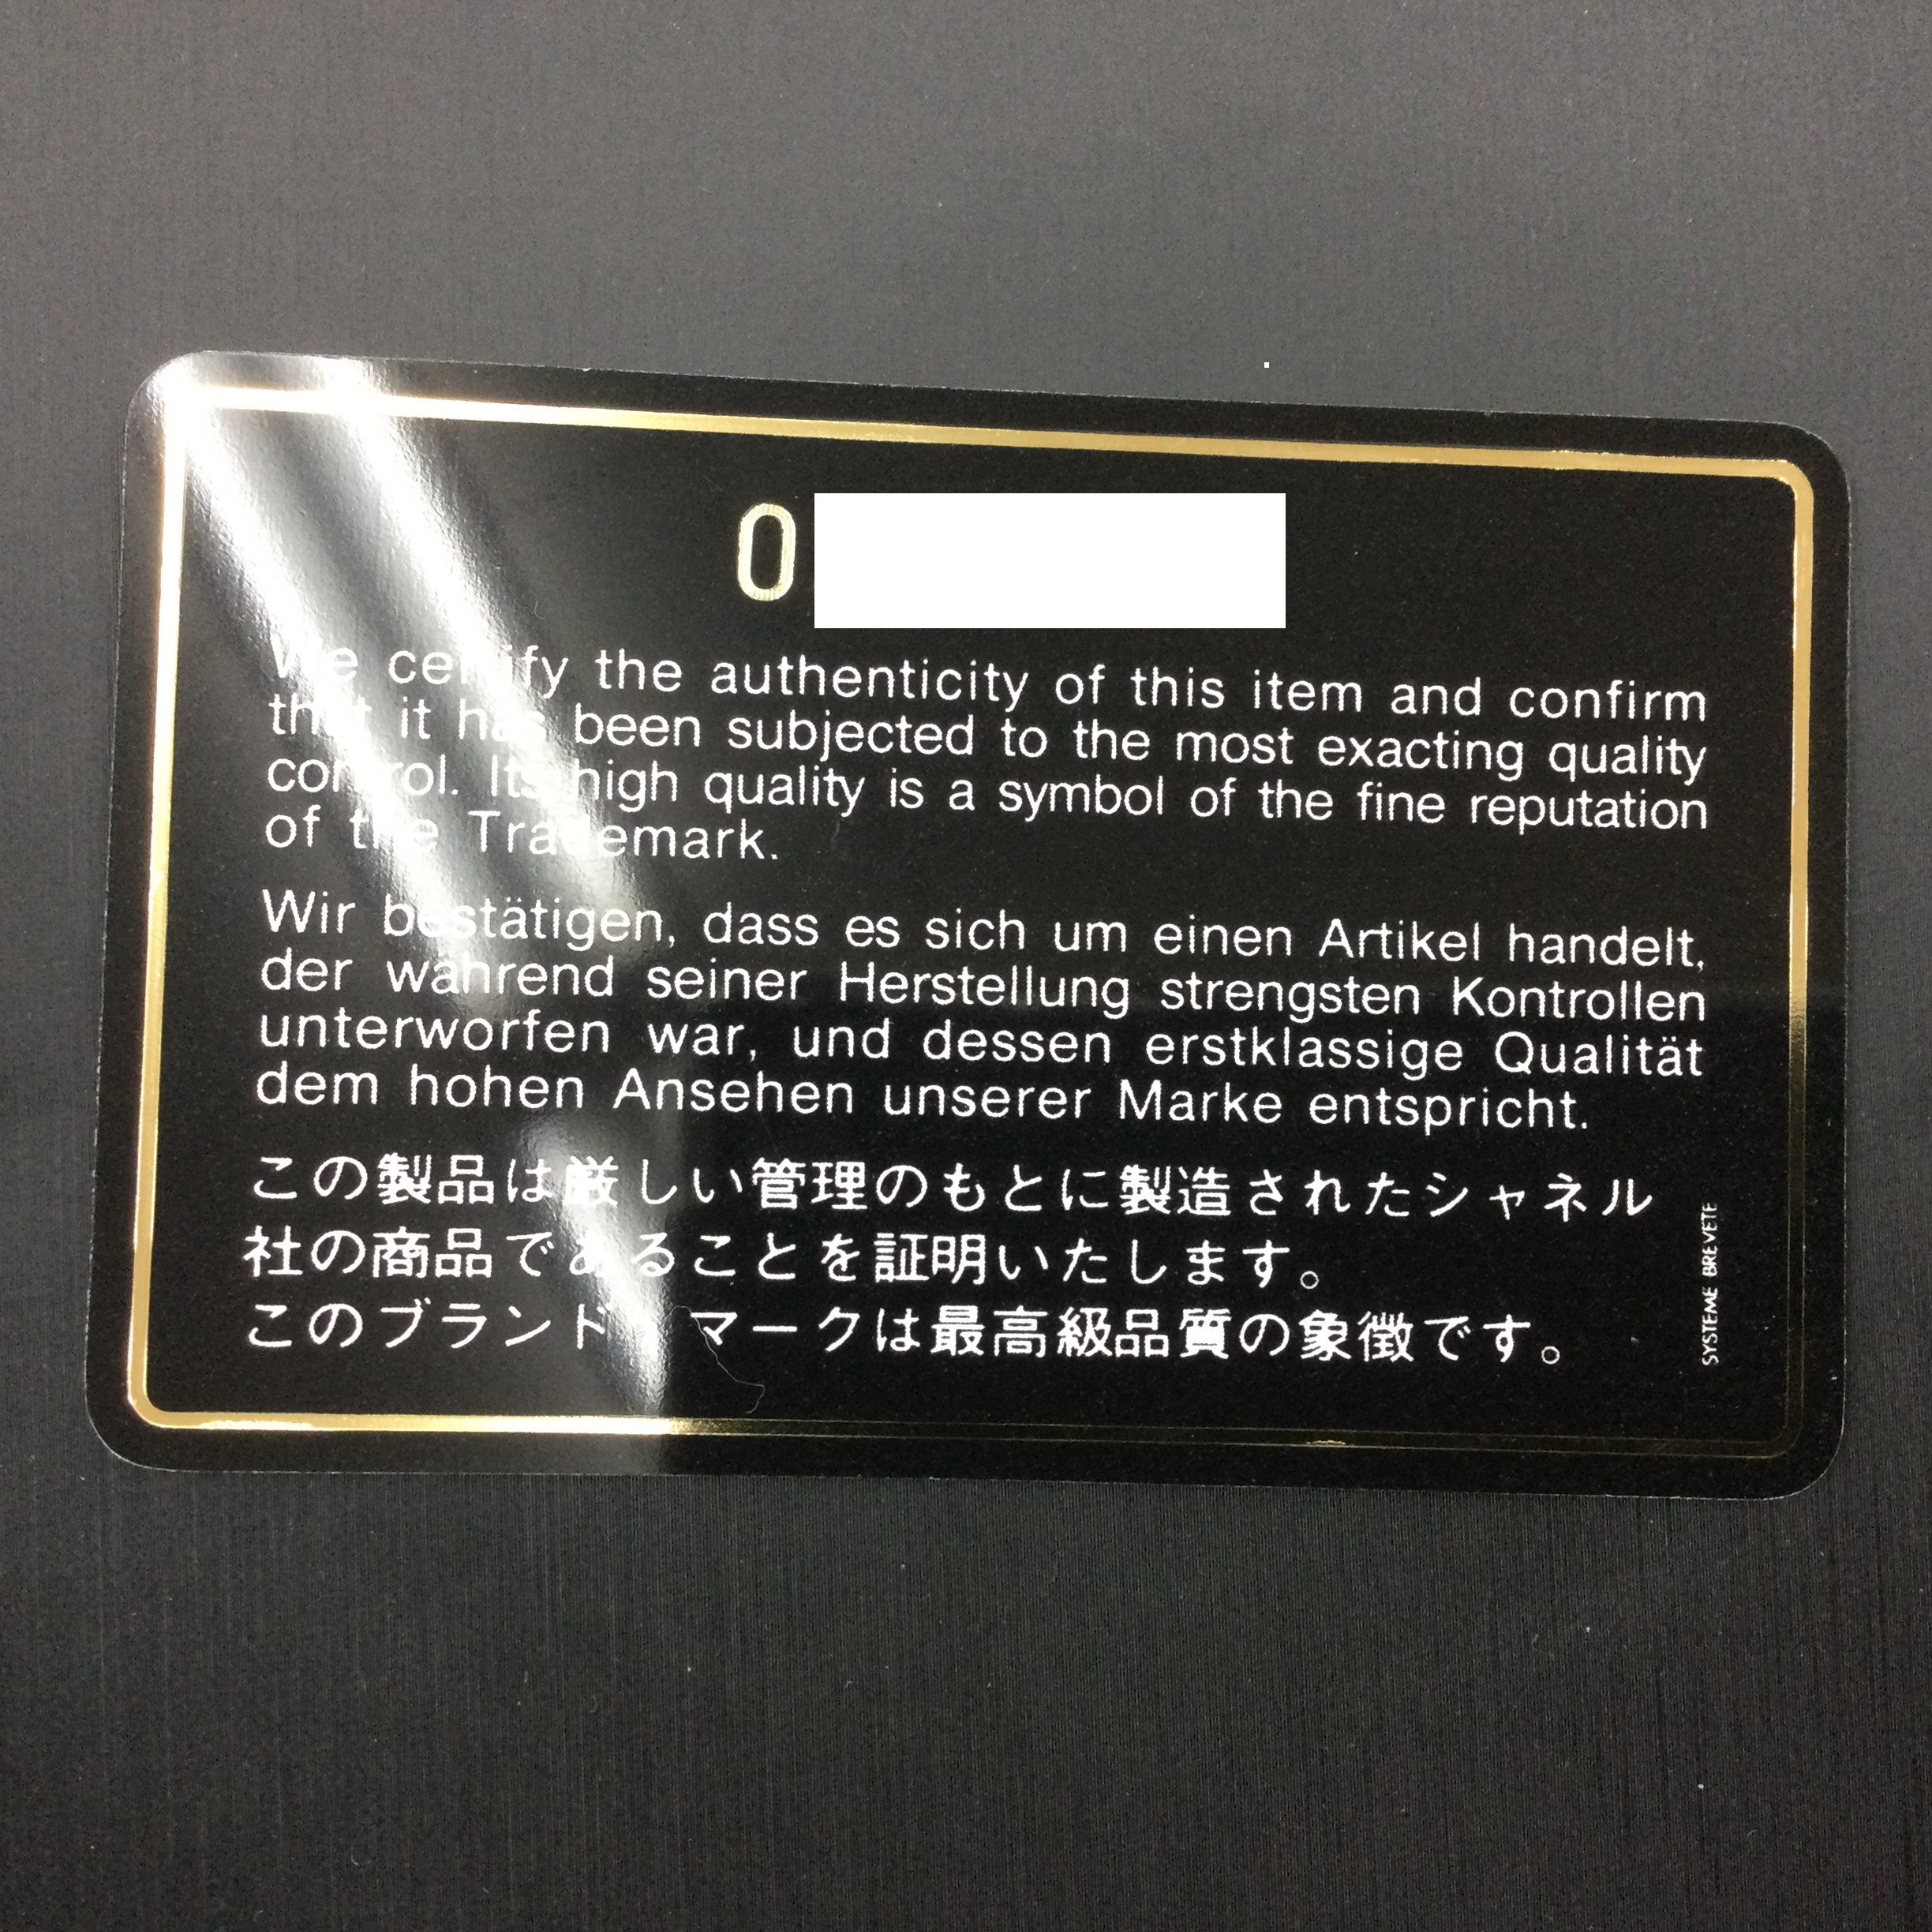 0
We certify the authenticity of this item and confirm
that it has been subjected to the most exacting quality
control. Its high quality is a symbol of the fine reputation
of the Trademark.
Wir bestätigen, dass es sich um einen Artikel handelt,
der während seiner Herstellung strengsten Kontrollen
unterworfen war, und dessen erstklassige Qualität
dem hohen Ansehen unserer Marke entspricht.
この製品は厳しい管理のもとに製造されたシャネル
社の商品であることを証明いたします。
このブランド マークは最高級品質の象徴です。
SYSTEME BREVETE